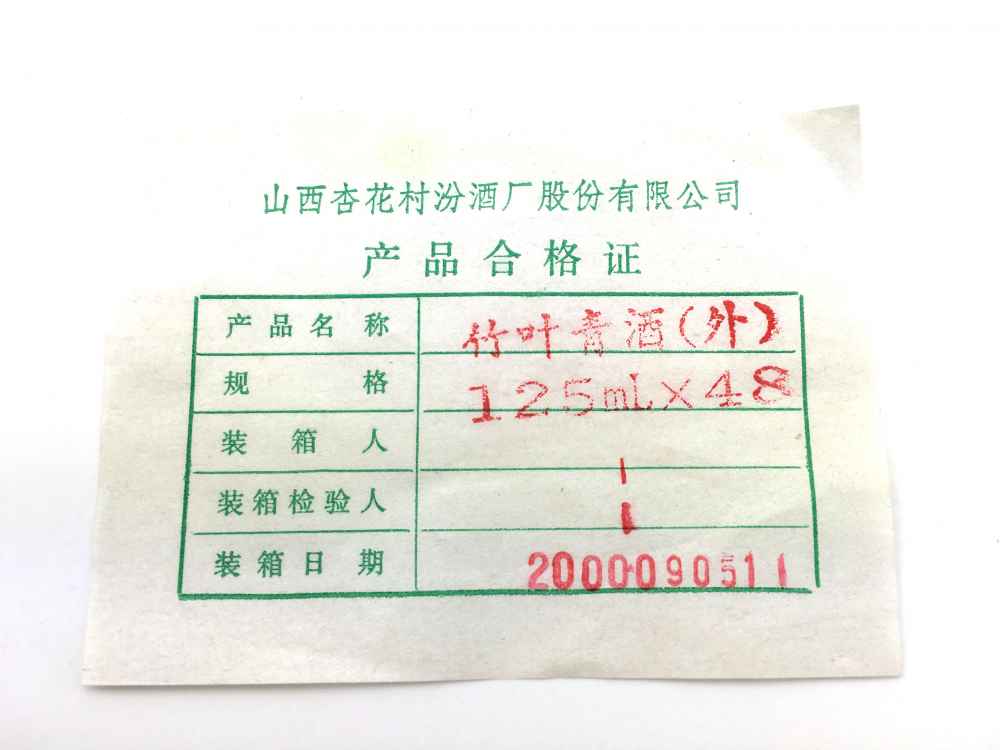 山西杏花村汾酒厂股份有限公司
产品合格证
产品名称 竹叶青酒(外)
规格 125mL×48
装箱人 1
装箱检验人 1
装箱日期 2000090511